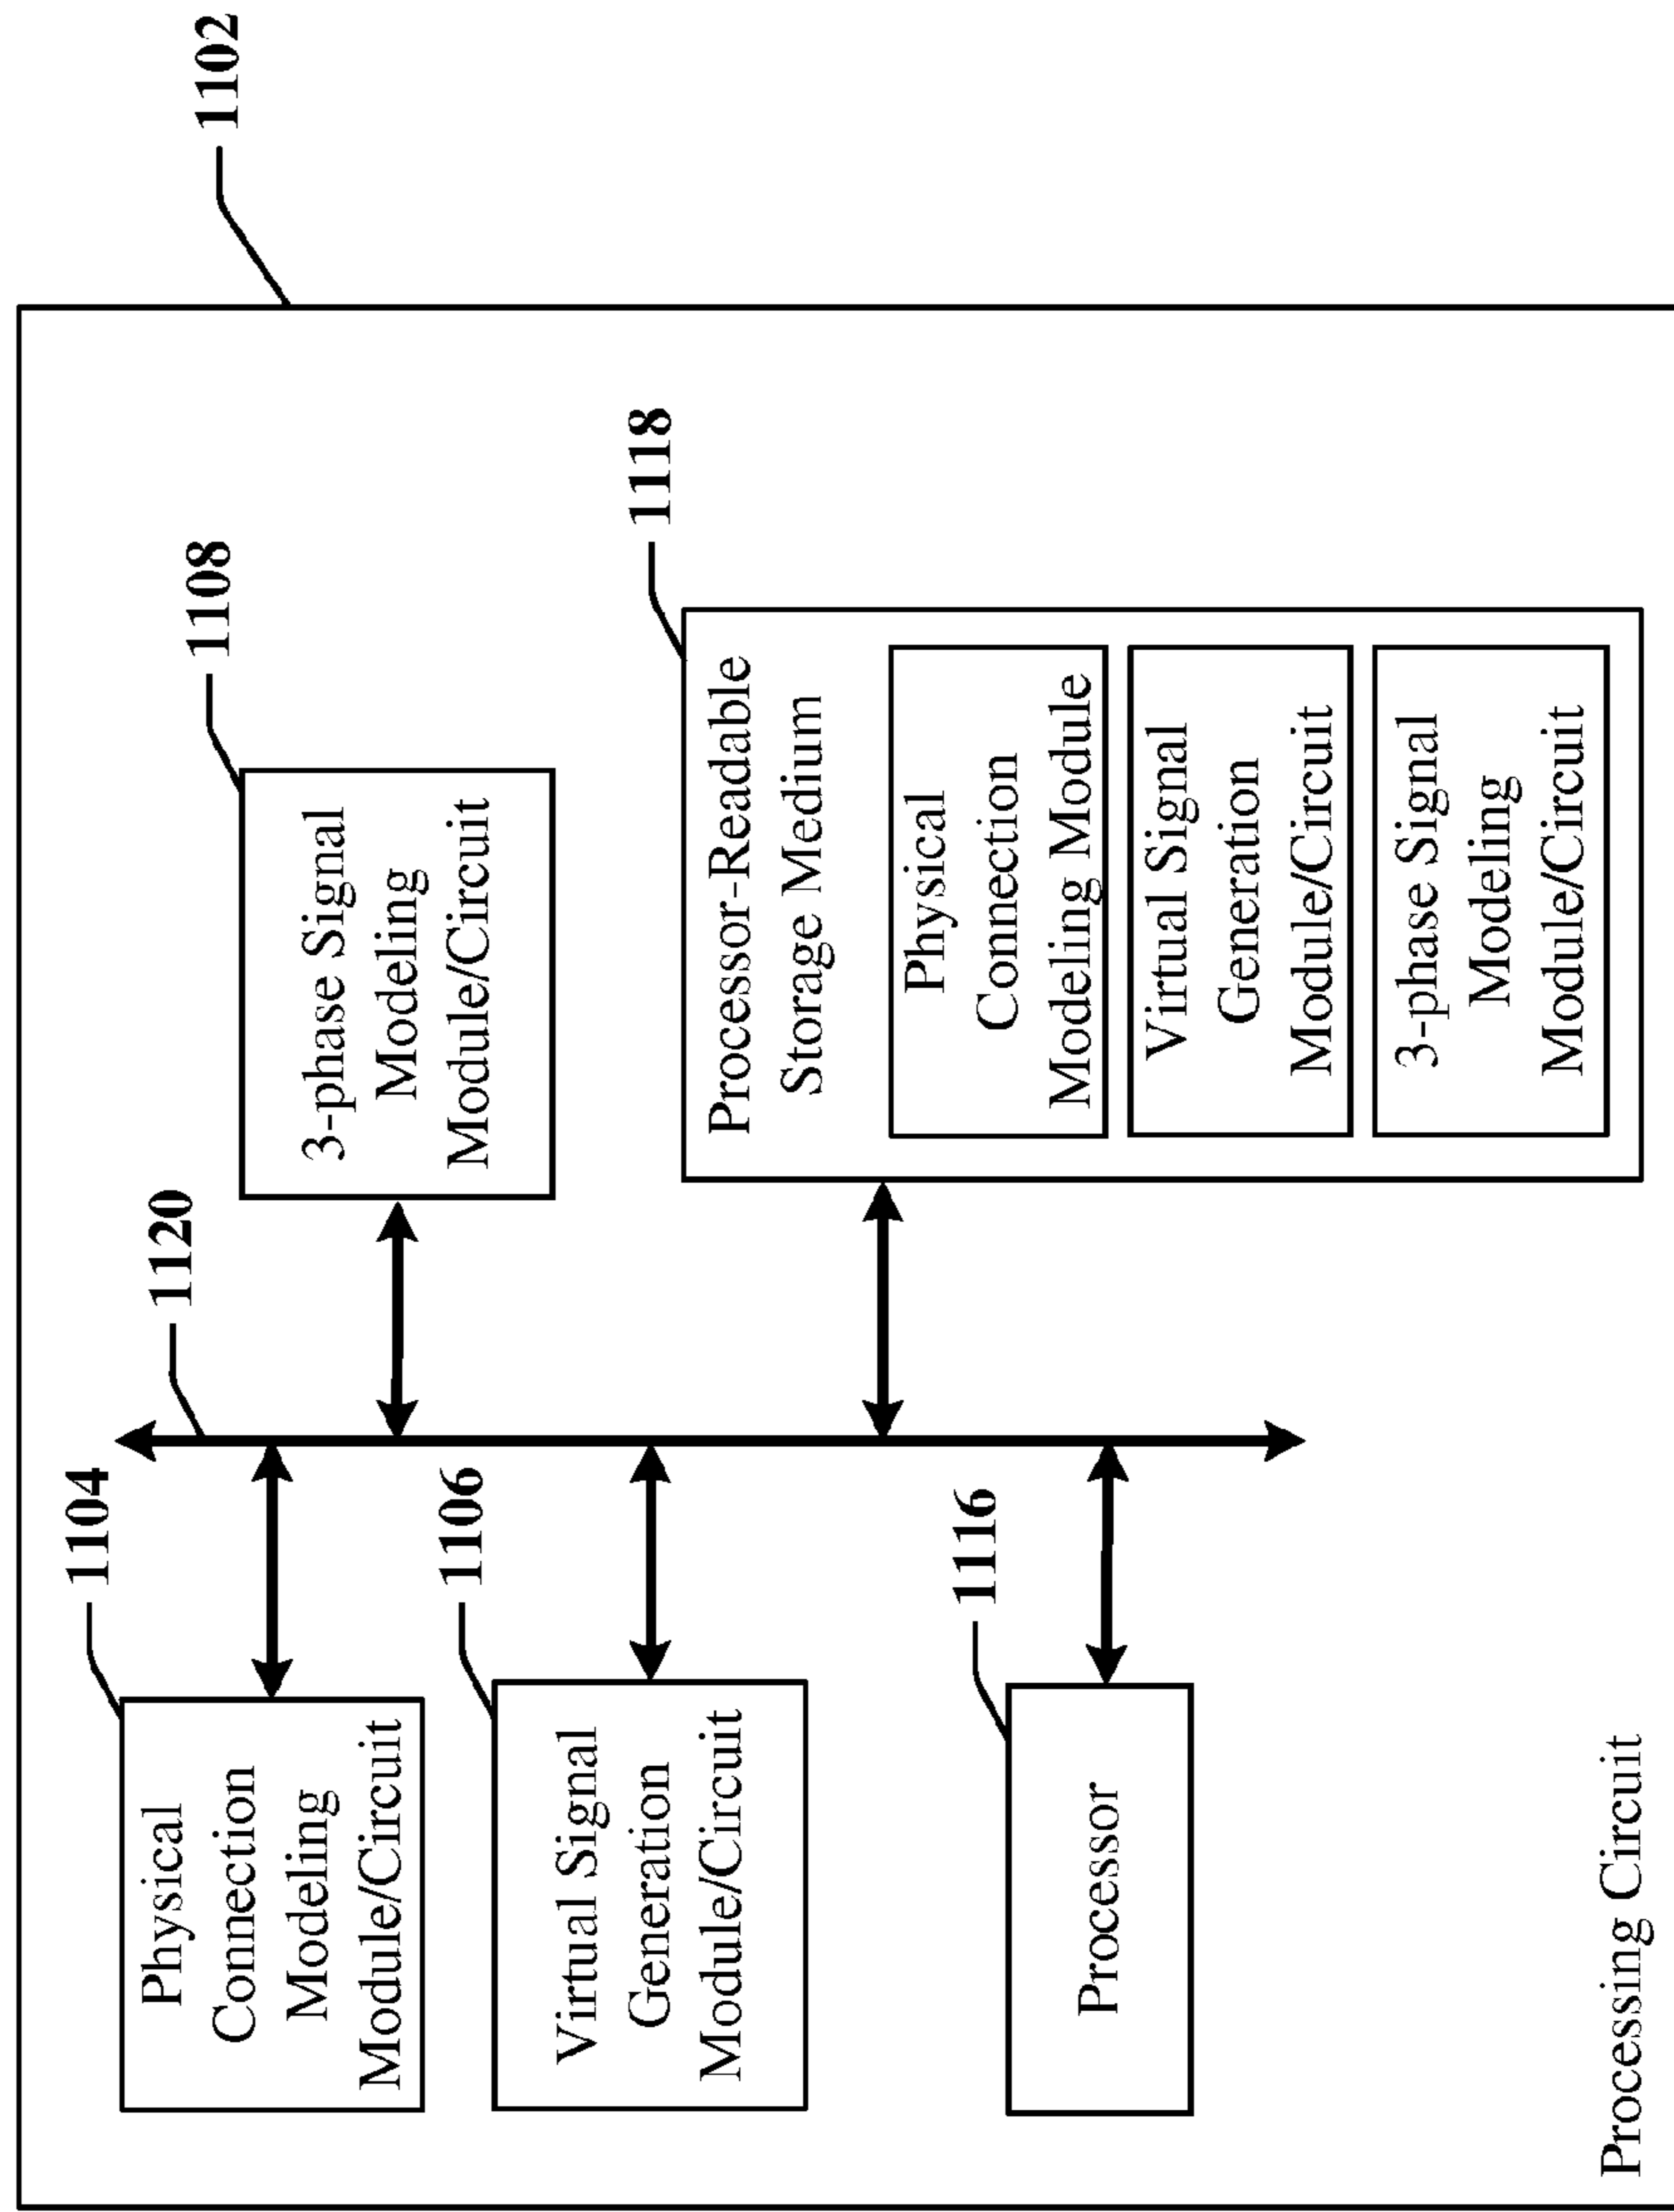 1102
1120
1104
Physical
Connection
Modeling
Module/Circuit
1108
3-phase Signal
Modeling
Module/Circuit
1106
Virtual Signal
Generation
Module/Circuit
1118
Processor-Readable
Storage Medium
Physical
Connection
Modeling Module
Virtual Signal
Generation
Module/Circuit
3-phase Signal
Modeling
Module/Circuit
1116
Processor
Processing Circuit